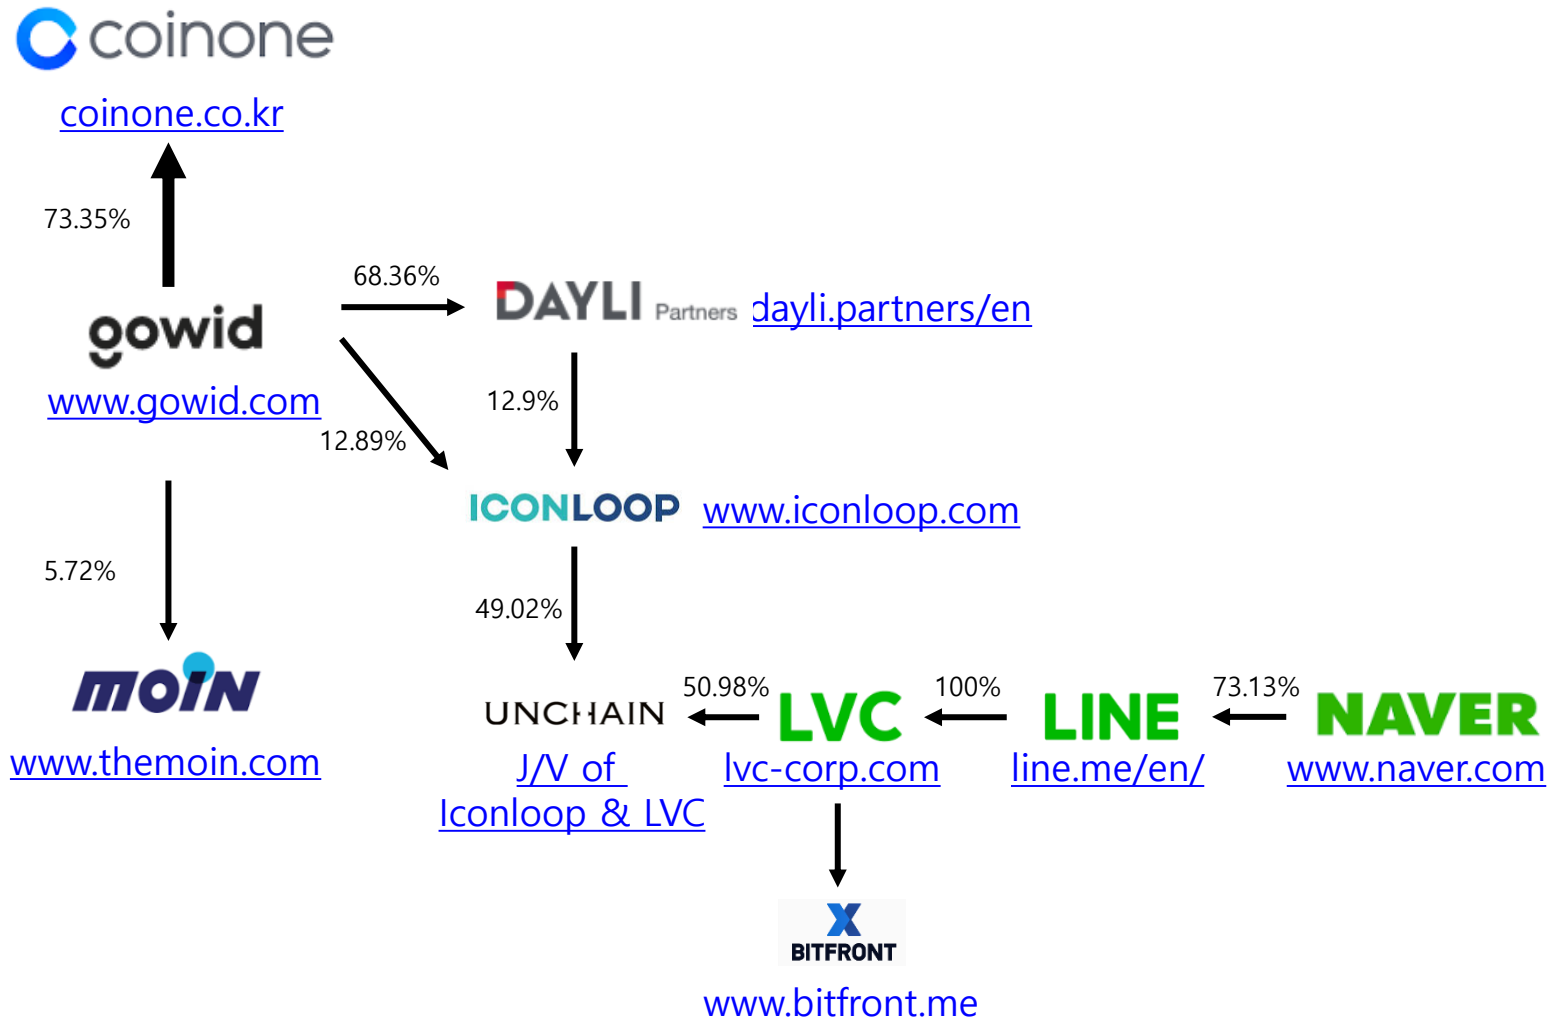 coinone
coinone.co.kr
73.35%
68.36%
DAYLI Partners dayli.partners/en
gowid
www.gowid.com
12.9%
12.89%
ICONLOOP www.iconloop.com
5.72%
49.02%
MOIN
www.themoin.com
UNCHAIN
J/V of
Iconloop & LVC
50.98%
LVC
lvc-corp.com
100%
LINE
line.me/en/
73.13%
NAVER
www.naver.com
BITFRONT
www.bitfront.me